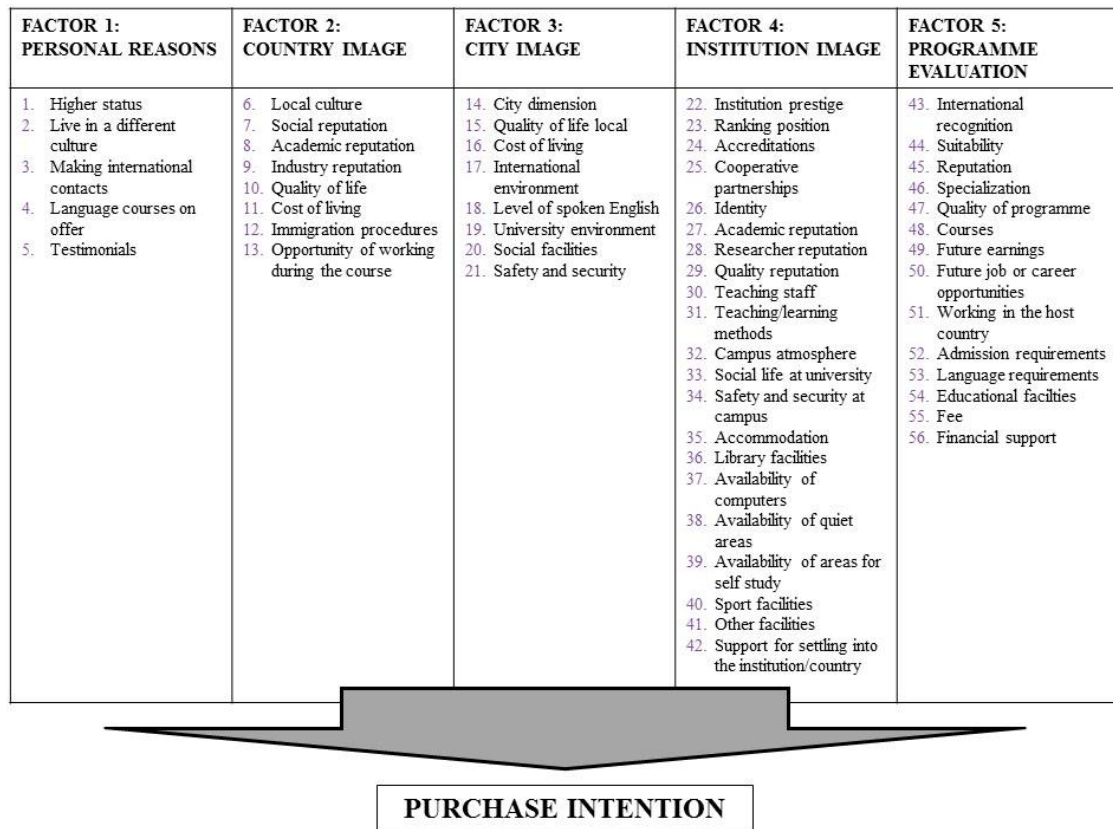 FACTOR 1:
PERSONAL REASONS
1. Higher status
2. Live in a different
culture
3. Making international
contacts
4. Language courses on
offer
5. Testimonials
FACTOR 2:
COUNTRY IMAGE
6. Local culture
7. Social reputation
8. Academic reputation
9. Industry reputation
10. Quality of life
11. Cost of living
12. Immigration procedures
13. Opportunity of working
during the course
FACTOR 3:
CITY IMAGE
14. City dimension
15. Quality of life local
16. Cost of living
17. International
environment
18. Level of spoken English
19. University environment
20. Social facilities
21. Safety and security
FACTOR 4:
INSTITUTION IMAGE
22. Institution prestige
23. Ranking position
24. Accreditations
25. Cooperative
partnerships
26. Identity
27. Academic reputation
28. Researcher reputation
29. Quality reputation
30. Teaching staff
31. Teaching/learning
methods
32. Campus atmosphere
33. Social life at university
34. Safety and security at
campus
35. Accommodation
36. Library facilities
37. Availability of
computers
38. Availability of quiet
areas
39. Availability of areas for
self study
40. Sport facilities
41. Other facilities
42. Support for settling into
the institution/country
FACTOR 5:
PROGRAMME
EVALUATION
43. International
recognition
44. Suitability
45. Reputation
46. Specialization
47. Quality of programme
48. Courses
49. Future earnings
50. Future job or career
opportunities
51. Working in the host
country
52. Admission requirements
53. Language requirements
54. Educational facilties
55. Fee
56. Financial support
PURCHASE INTENTION